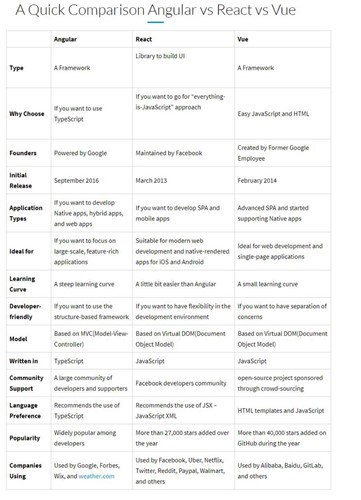 A Quick Comparison Angular vs React vs Vue
Angular React Vue
Type
A Framework
Library to build UI
A Framework
Why Choose
If you want to use
TypeScript
If you want to go for "everything-
is-JavaScript" approach
Easy JavaScript and HTML
Founders
Powered by Google
Maintained by Facebook
Created by Former Google
Employee
Initial
Release
September 2016
March 2013
February 2014
Application
Types
If you want to develop
Native apps, hybrid apps,
and web apps
If you want to develop SPA and
mobile apps
Advanced SPA and started
supporting Native apps
Ideal for
If you want to focus on
large-scale, feature-rich
applications
Suitable for modern web
development and native-rendered
apps for iOS and Android
Ideal for web development and
single-page applications
Learning
Curve
A steep learning curve
A little bit easier than Angular
A small learning curve
Developer-
friendly
If you want to use the
structure-based framework
If you want to have flexibility in the
development environment
If you want to have separation of
concerns
Model
Based on MVC(Model-View-
Controller)
Based on Virtual DOM(Document
Object Model)
Based on Virtual DOM(Document
Object Model)
Written in
TypeScript
JavaScript
JavaScript
Community
Support
A large community of
developers and supporters
Facebook developers community
open-source project sponsored
through crowd-sourcing
Language
Preference
Recommends the use of
TypeScript
Recommends the use of JSX –
JavaScript XML
HTML templates and JavaScript
Popularity
Widely popular among
developers
More than 27,000 stars added over
the year
More than 40,000 stars added on
GitHub during the year
Companies
Using
Used by Google, Forbes,
Wix, and weather.com
Used by Facebook, Uber, Netflix,
Twitter, Reddit, Paypal, Walmart,
and others
Used by Alibaba, Baidu, GitLab,
and others